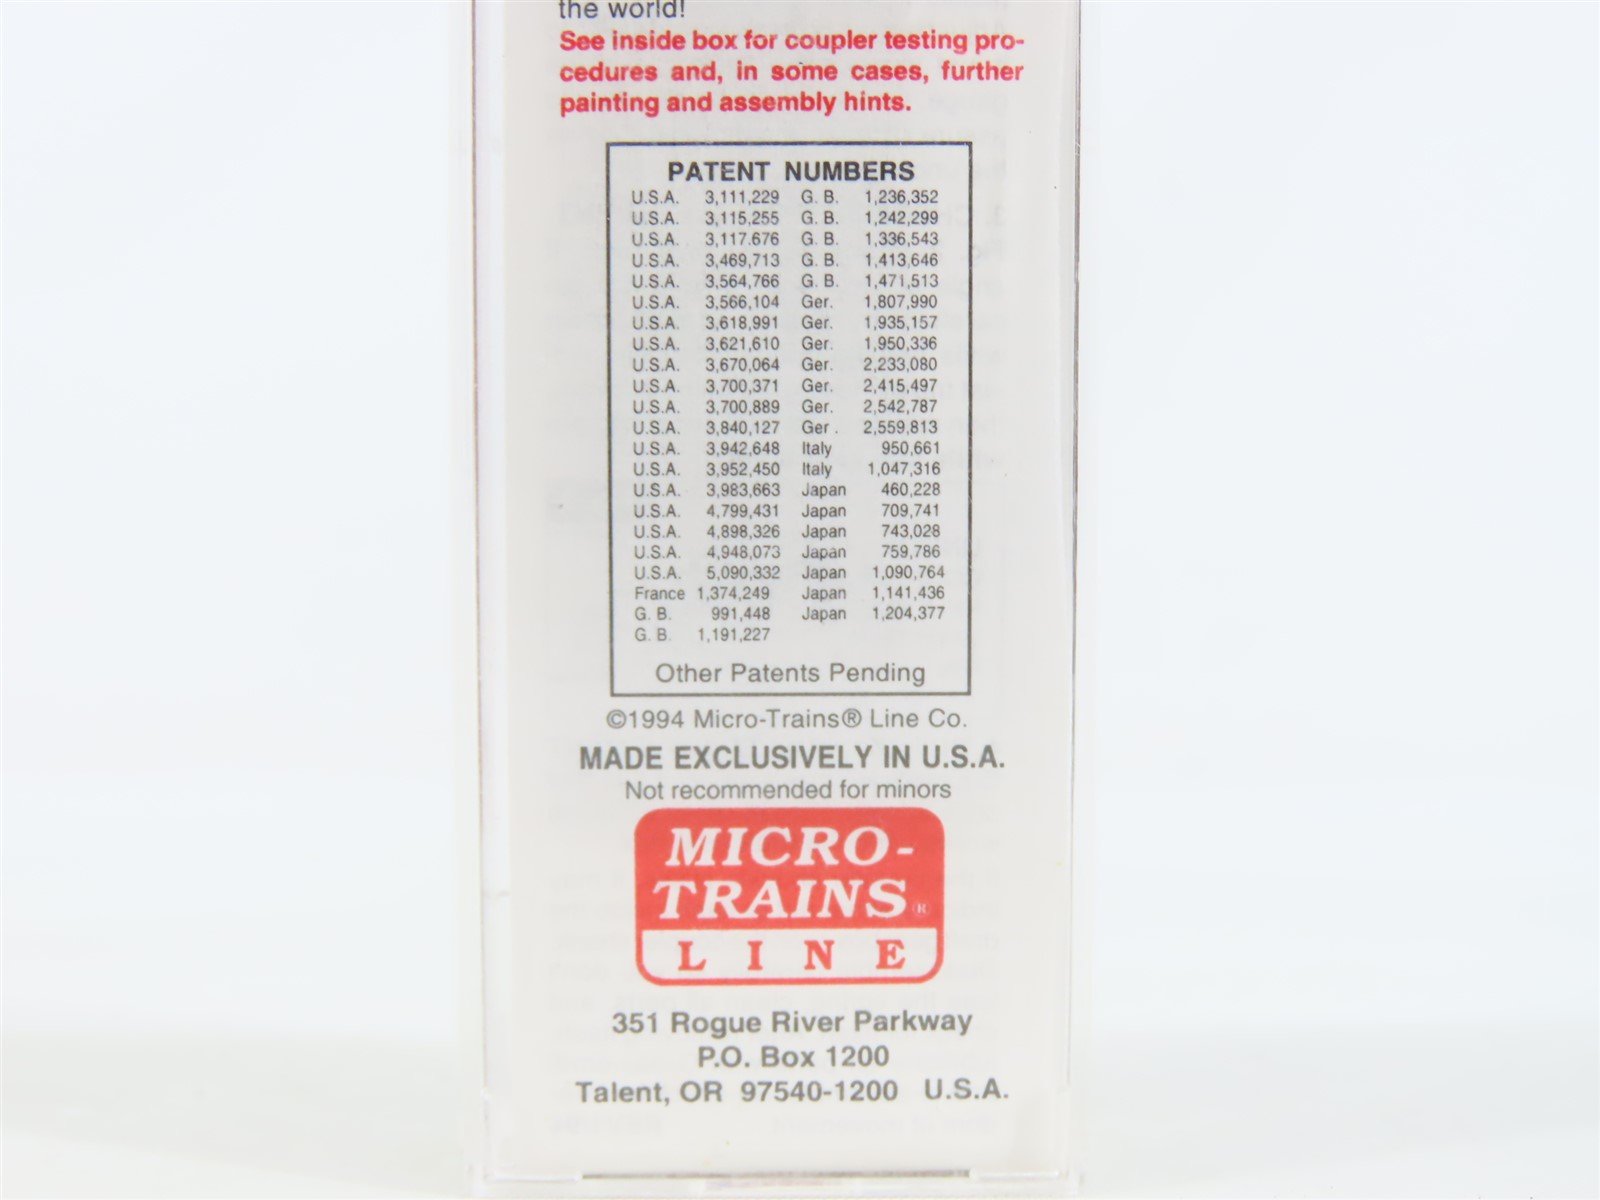 the world!
See inside box for coupler testing pro-
cedures and, in some cases, further
painting and assembly hints.
PATENT NUMBERS
U.S.A. 3,111,229 G. B. 1,236,352
U.S.A. 3,115,255 G. B. 1,242,299
U.S.A. 3,117.676 G. B. 1,336,543
U.S.A. 3,469,713 G. B. 1,413,646
U.S.A. 3,564,766 G. B. 1,471,513
U.S.A. 3,566,104 Ger. 1,807,990
U.S.A. 3,618,991 Ger. 1,935,157
U.S.A. 3,621,610 Ger. 1,950,336
U.S.A. 3,670,064 Ger. 2,233,080
U.S.A. 3,700,371 Ger. 2,415,497
U.S.A. 3,700,889 Ger. 2,542,787
U.S.A. 3,840,127 Ger . 2,559,813
U.S.A. 3,942,648 Italy 950,661
U.S.A. 3,952,450 Italy 1,047,316
U.S.A. 3,983,663 Japan 460,228
U.S.A. 4,799,431 Japan 709,741
U.S.A. 4,898,326 Japan 743,028
U.S.A. 4,948,073 Japan 759,786
U.S.A. 5,090,332 Japan 1,090,764
France 1,374,249 Japan 1,141,436
G. B. 991,448 Japan 1,204,377
G. B. 1,191,227
Other Patents Pending
©1994 Micro-Trains® Line Co.
MADE EXCLUSIVELY IN U.S.A.
Not recommended for minors
MICRO-
TRAINS®
LINE
351 Rogue River Parkway
P.O. Box 1200
Talent, OR 97540-1200 U.S.A.